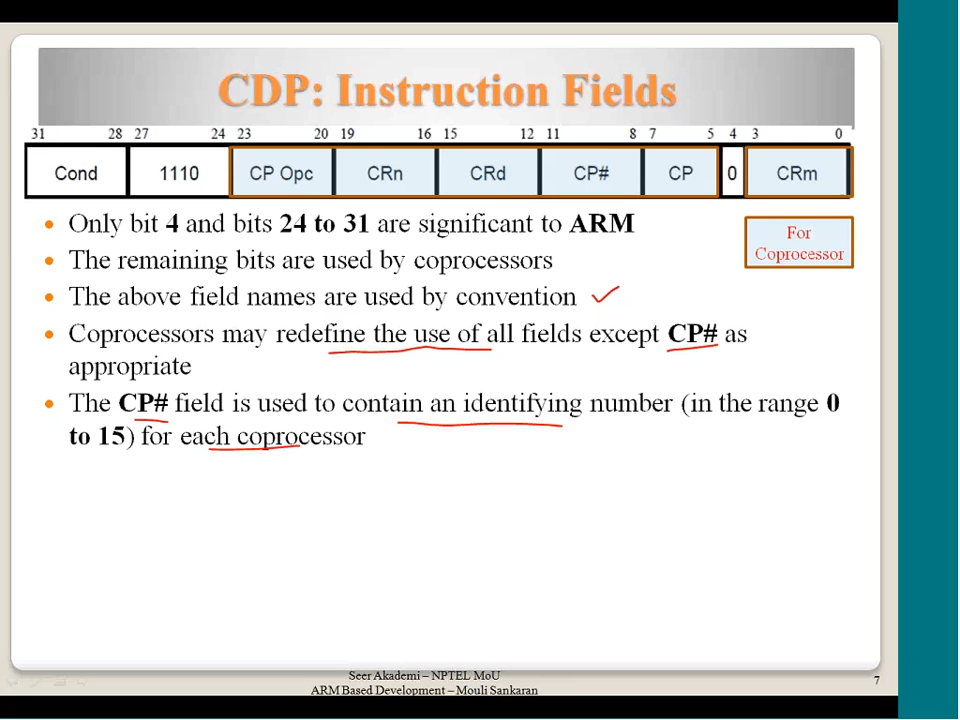 CDP: Instruction Fields
31 28 27 24 23 20 19 16 15 12 11 8 7 5 4 3 0
Cond 1110 CP Opc CRn CRd CP# CP 0 CRm
• Only bit 4 and bits 24 to 31 are significant to ARM
• The remaining bits are used by coprocessors
For
Coprocessor
• The above field names are used by convention
• Coprocessors may redefine the use of all fields except CP# as
appropriate
• The CP# field is used to contain an identifying number (in the range 0
to 15) for each coprocessor
Seer Akademi – NPTEL MoU
ARM Based Development – Mouli Sankaran
7